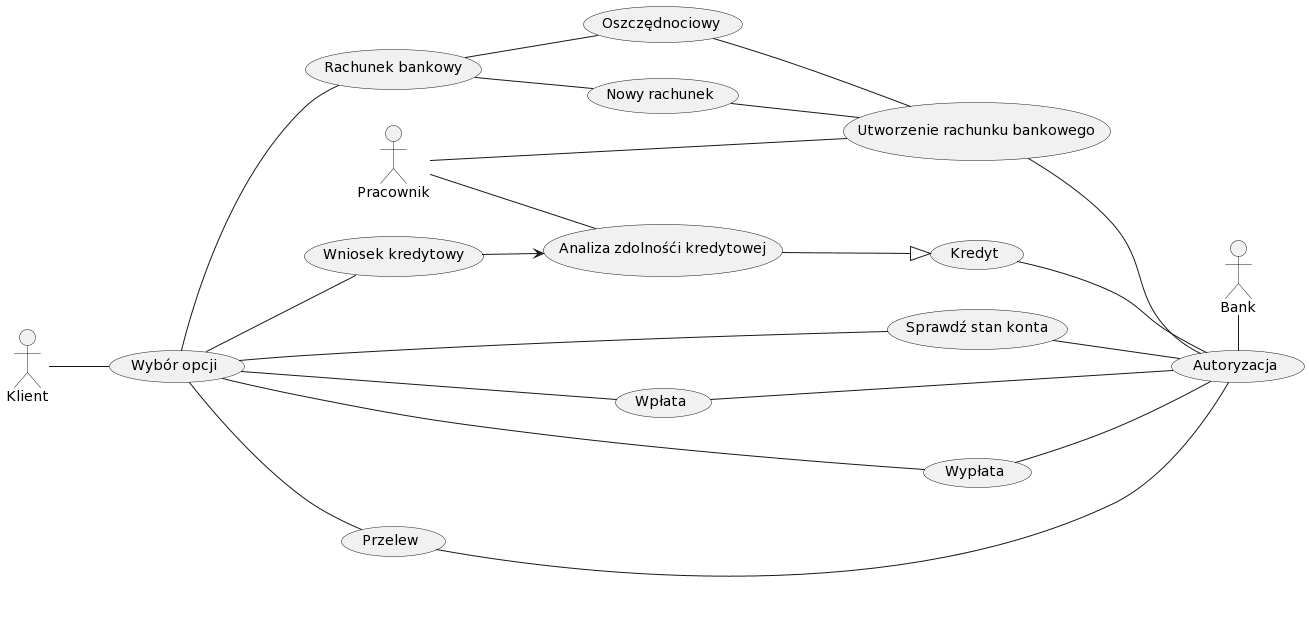 Oszczędnociowy
Rachunek bankowy
Nowy rachunek
Utworzenie rachunku bankowego
Pracownik
Wniosek kredytowy
Analiza zdolnośći kredytowej
Kredyt
Bank
Sprawdź stan konta
Wybór opcji
Autoryzacja
Klient
Wpłata
Wypłata
Przelew